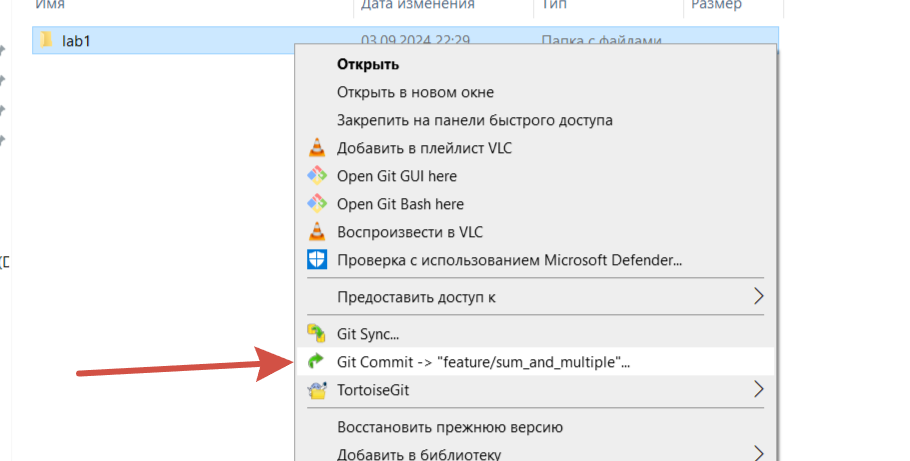 Имя Дата изменения Тип Размер
lab1 03.09.2024 22:29 Папка с файлами
Открыть
Открыть в новом окне
Закрепить на панели быстрого доступа
Добавить в плейлист VLC
Open Git GUI here
Open Git Bash here
Воспроизвести в VLC
Проверка с использованием Microsoft Defender...
(D
Предоставить доступ к
Git Sync...
Git Commit -> "feature/sum_and_multiple"...
TortoiseGit
Восстановить прежнюю версию
Добавить в библиотеку